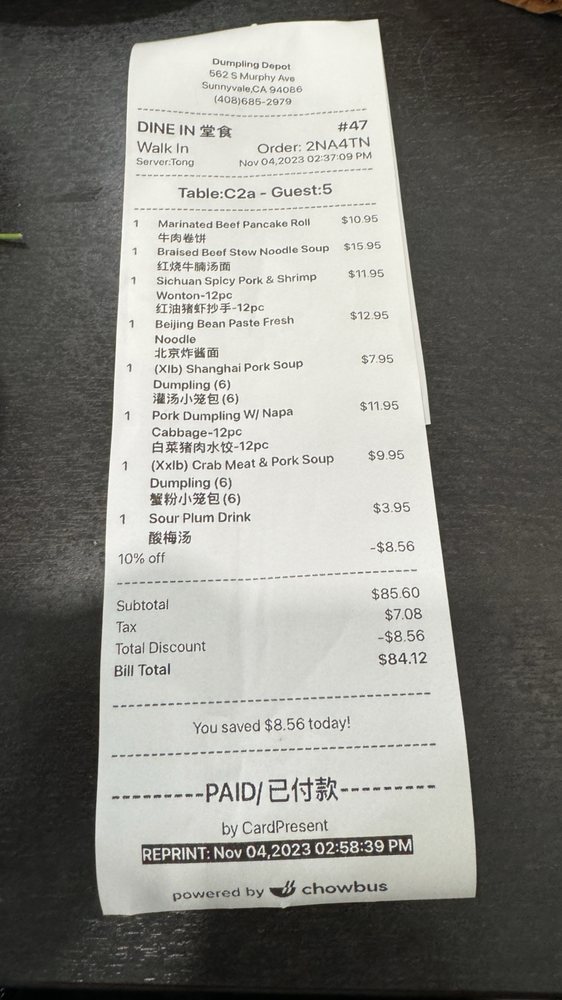 Dumpling Depot
562 S Murphy Ave
Sunnyvale,CA 94086
(408)685-2979
DINE IN 堂食 #47
Walk In Order: 2NA4TN
Server:Tong Nov 04,2023 02:37:09 PM
Table:C2a - Guest:5
1 Marinated Beef Pancake Roll $10.95
牛肉卷饼
1 Braised Beef Stew Noodle Soup $15.95
红烧牛腩汤面
1 Sichuan Spicy Pork & Shrimp $11.95
Wonton-12pc
红油猪虾抄手-12pc
1 Beijing Bean Paste Fresh $12.95
Noodle
北京炸酱面
1 (Xlb) Shanghai Pork Soup $7.95
Dumpling (6)
灌汤小笼包 (6)
1 Pork Dumpling W/ Napa $11.95
Cabbage-12pc
白菜猪肉水饺-12pc
1 (Xxlb) Crab Meat & Pork Soup $9.95
Dumpling (6)
蟹粉小笼包 (6)
1 Sour Plum Drink $3.95
酸梅汤
10% off -$8.56
Subtotal $85.60
Tax $7.08
Total Discount -$8.56
Bill Total $84.12
You saved $8.56 today!
---------PAID/ 已付款---------
by CardPresent
REPRINT: Nov 04,2023 02:58:39 PM
powered by chowbus